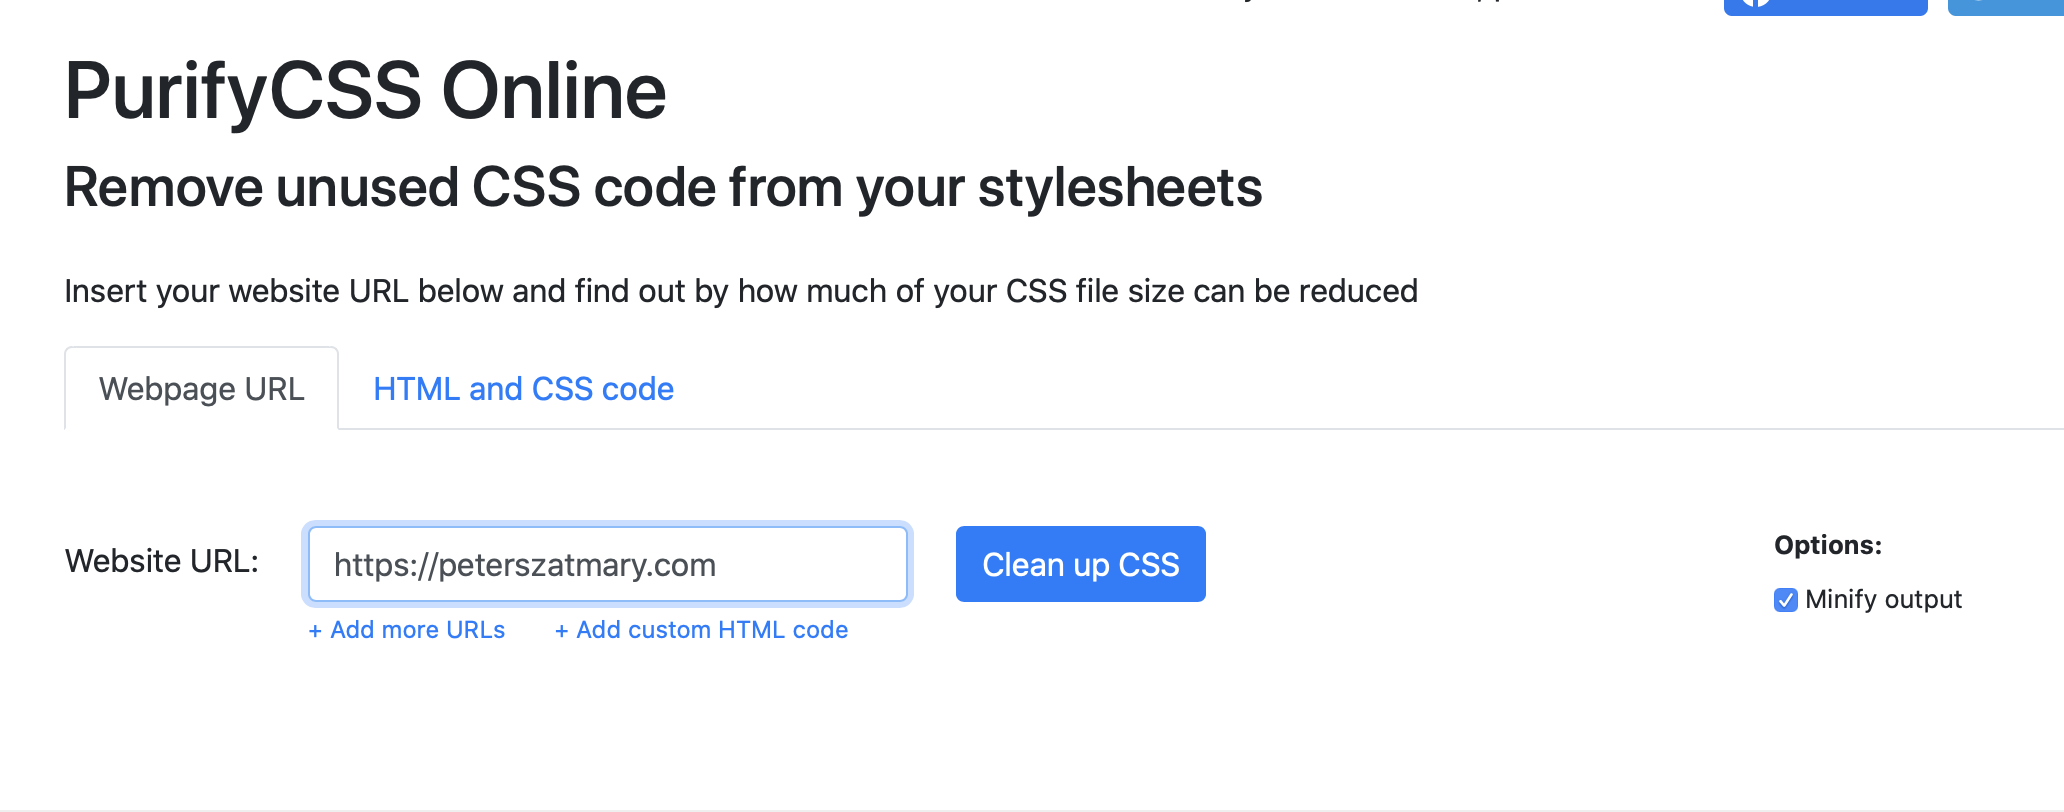 PurifyCSS Online
Remove unused CSS code from your stylesheets
Insert your website URL below and find out by how much of your CSS file size can be reduced
Webpage URL
HTML and CSS code
Website URL:
https://peterszatmary.com
Clean up CSS
Options:
Minify output
+ Add more URLs
+ Add custom HTML code